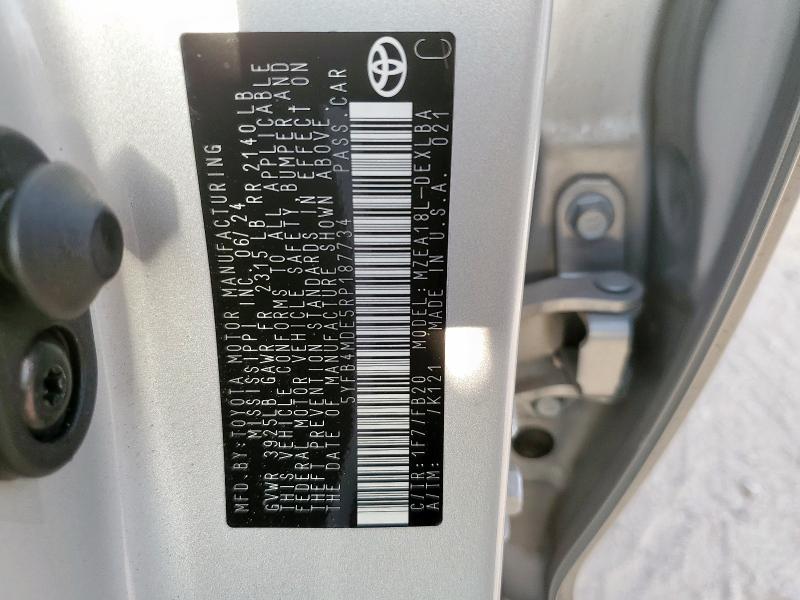 MFD. BY: TOYOTA MOTOR MANUFACTURING
MISSISSIPPI INC. 06/24
GVWR 3925LB GAWR FR 2315 LB RR 2140 LB
THIS VEHICLE CONFORMS TO ALL APPLICABLE
FEDERAL MOTOR VEHICLE SAFETY, BUMPER AND
THEFT PREVENTION STANDARDS IN EFFECT ON
THE DATE OF MANUFACTURE SHOWN ABOVE.
5YFB4MDE5RP187734 PASS. CAR
C/TR: 1F7/FB20 MODEL: MZEA18L-DEXLBA
A/TM: /K121 MADE IN U.S.A. 021
C